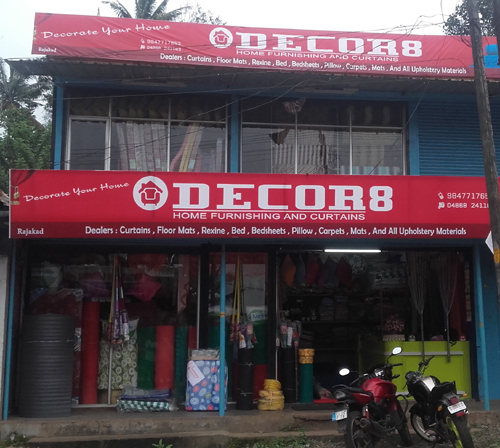 Decorate Your Home
DECOR8
HOME FURNISHING AND CURTAINS
Rajakad
Dealers : Curtains , Floor Mats , Rexine , Bed , Bedsheets , Pillow , Carpets , Mats , And All Upholstery Materials
Decorate Your Home
DECOR8
HOME FURNISHING AND CURTAINS
Rajakad
Dealers : Curtains , Floor Mats , Rexine , Bed , Bedsheets , Pillow , Carpets , Mats , And All Upholstery Materials